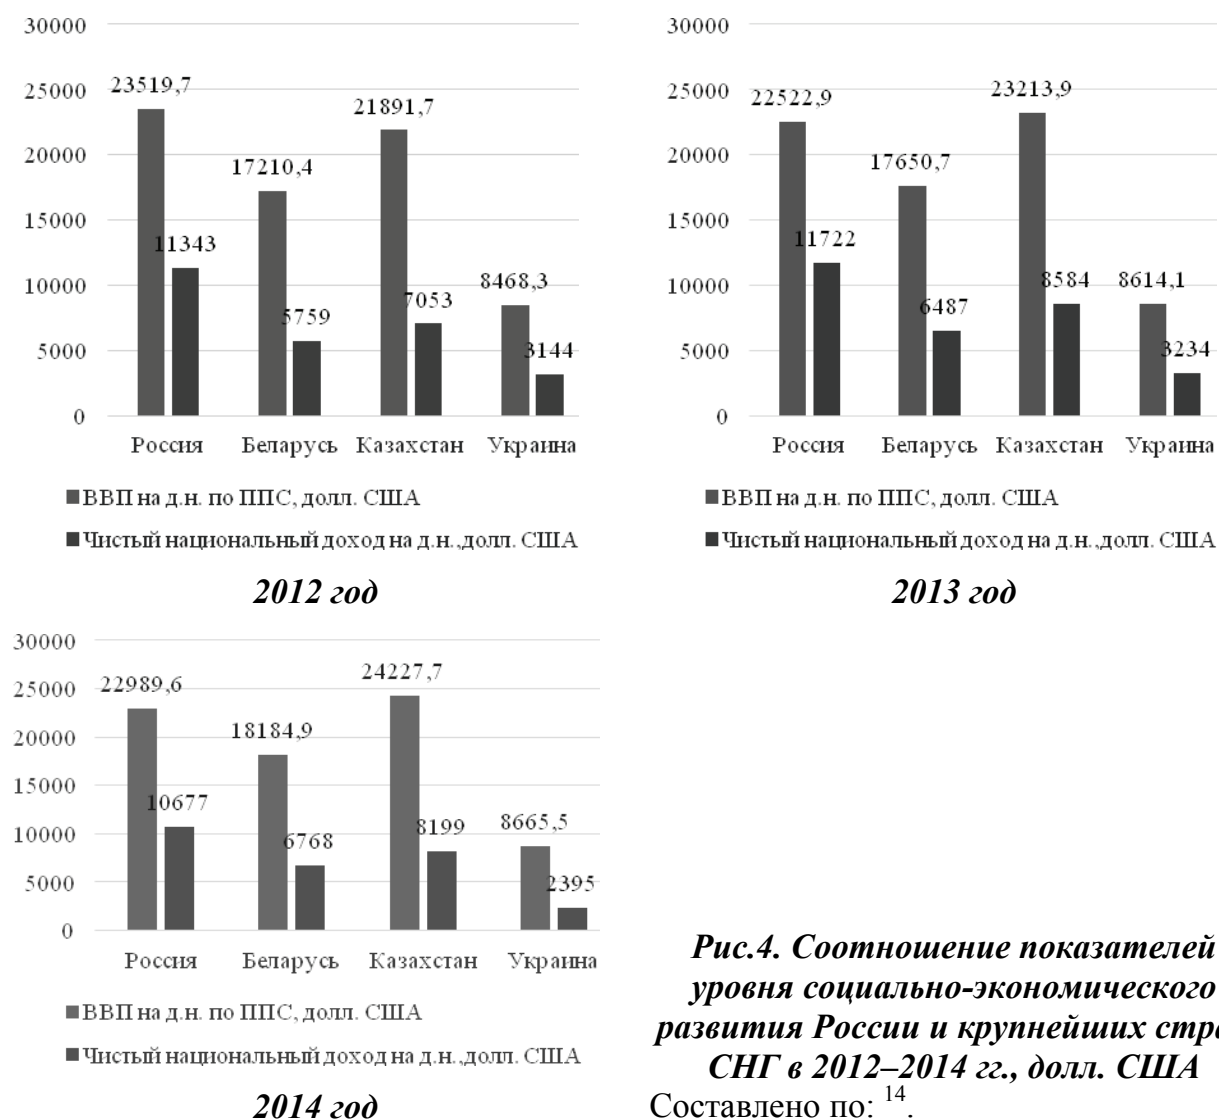 30000
25000
20000
15000
10000
5000
0
23519,7
11343
17210,4
5759
21891,7
7053
8468,3
3144
Россия Беларусь Казахстан Украина
ВВП на д.н. по ППС, долл. США
Чистый национальный доход на д.н.,долл. США
2012 год
30000
25000
20000
15000
10000
5000
0
22522,9
11722
17650,7
6487
23213,9
8584
8614,1
3234
Россия Беларусь Казахстан Украина
ВВП на д.н. по ППС, долл. США
Чистый национальный доход на д.н.,долл. США
2013 год
30000
25000
20000
15000
10000
5000
0
22989,6
10677
18184,9
6768
24227,7
8199
8665,5
2395
Россия Беларусь Казахстан Украина
ВВП на д.н. по ППС, долл. США
Чистый национальный доход на д.н.,долл. США
2014 год
Рис.4. Соотношение показателей
уровня социально-экономического
развития России и крупнейших
СНГ в 2012–2014 гг., долл. США
Составлено по: 14.